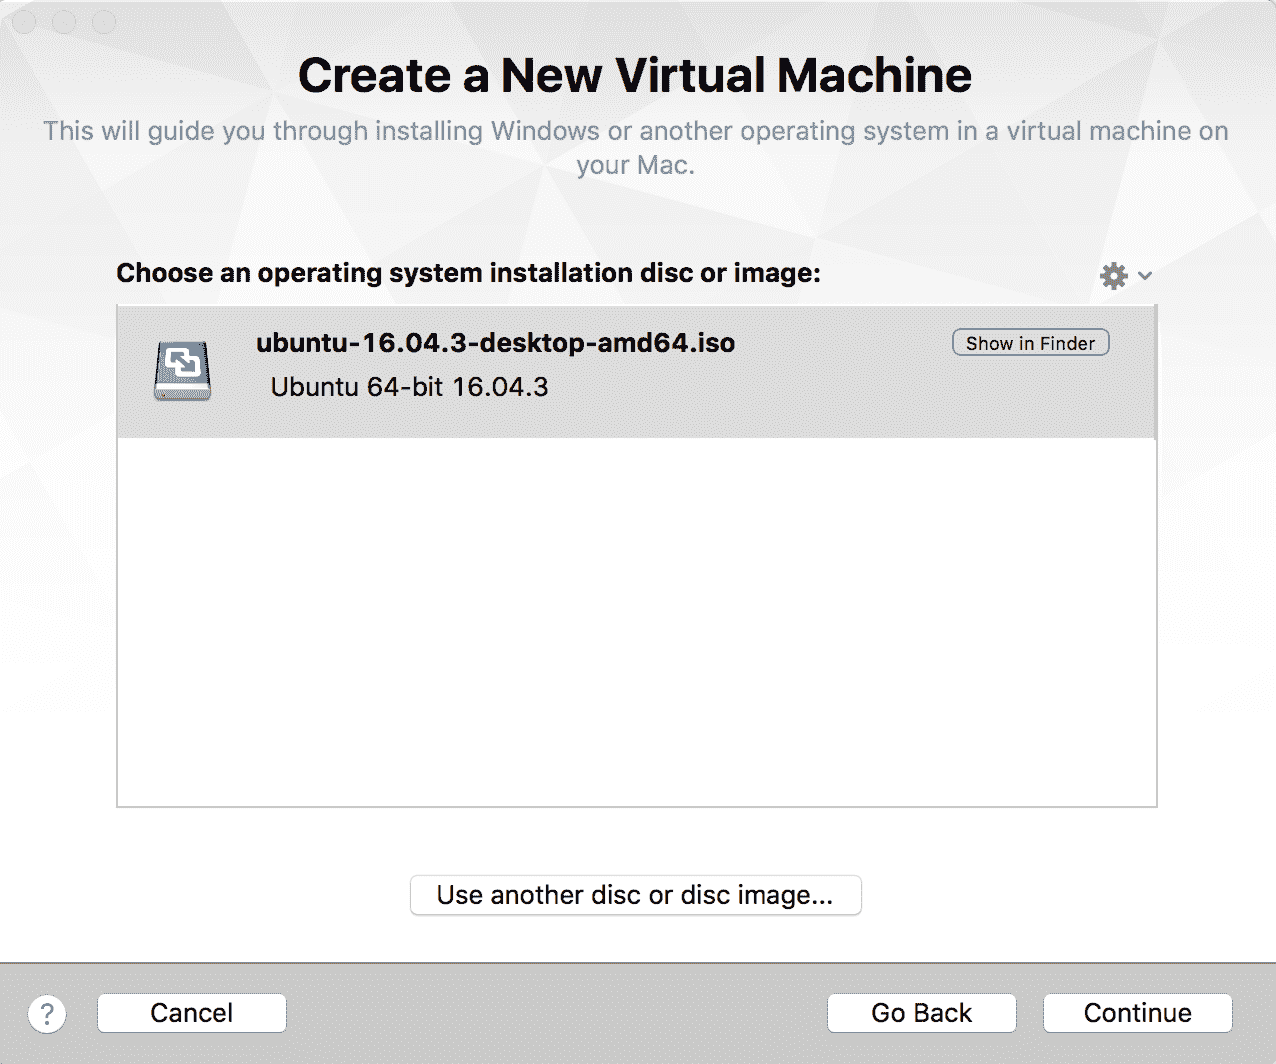 Create a New Virtual Machine
This will guide you through installing Windows or another operating system in a virtual machine on
your Mac.
Choose an operating system installation disc or image:
ubuntu-16.04.3-desktop-amd64.iso
Show in Finder
Ubuntu 64-bit 16.04.3
Use another disc or disc image...
?
Cancel
Go Back
Continue